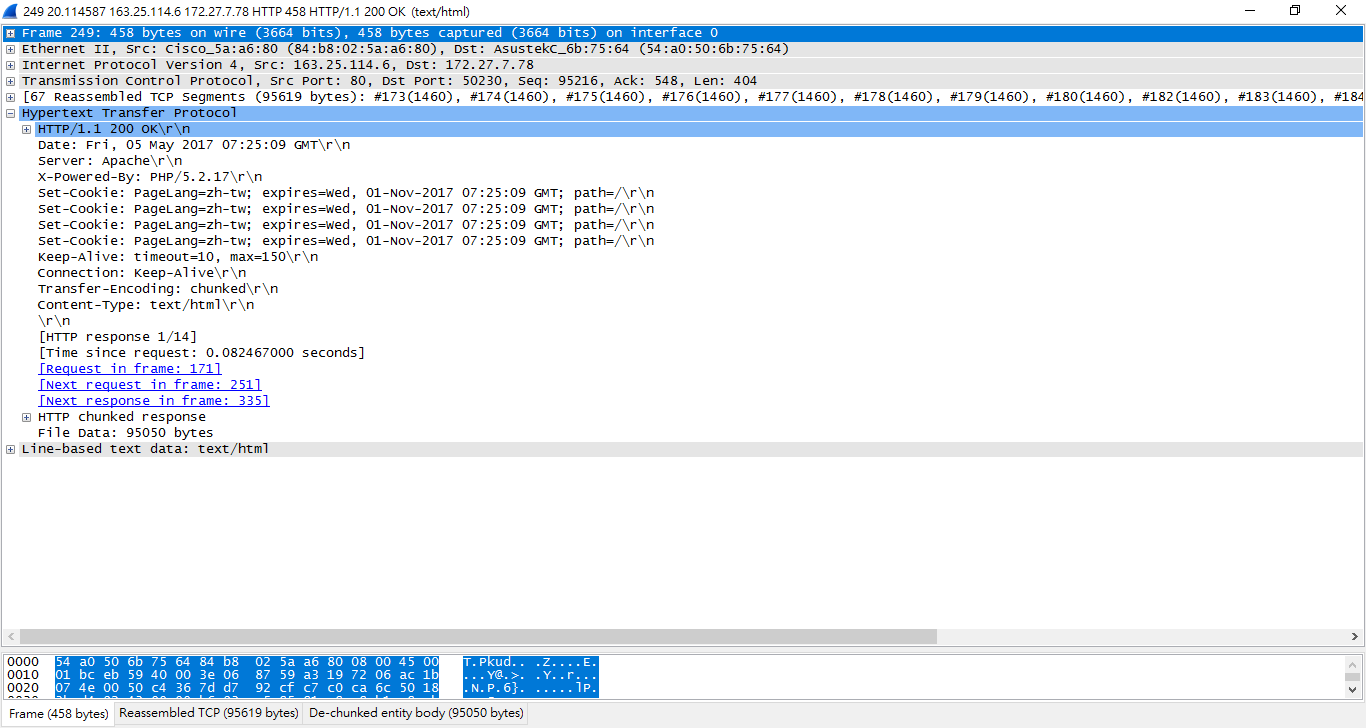 249 20.114587 163.25.114.6 172.27.7.78 HTTP 458 HTTP/1.1 200 OK (text/html)
Frame 249: 458 bytes on wire (3664 bits), 458 bytes captured (3664 bits) on interface 0
Ethernet II, Src: Cisco_5a:a6:80 (84:b8:02:5a:a6:80), Dst: AsustekC_6b:75:64 (54:a0:50:6b:75:64)
Internet Protocol Version 4, Src: 163.25.114.6, Dst: 172.27.7.78
Transmission Control Protocol, Src Port: 80, Dst Port: 50230, Seq: 95216, Ack: 548, Len: 404
[67 Reassembled TCP Segments (95619 bytes): #173(1460), #174(1460), #175(1460), #176(1460), #177(1460), #178(1460), #179(1460), #180(1460), #182(1460), #183(1460), #184
Hypertext Transfer Protocol
HTTP/1.1 200 OK\r\n
Date: Fri, 05 May 2017 07:25:09 GMT\r\n
Server: Apache\r\n
X-Powered-By: PHP/5.2.17\r\n
Set-Cookie: PageLang=zh-tw; expires=Wed, 01-Nov-2017 07:25:09 GMT; path=/\r\n
Set-Cookie: PageLang=zh-tw; expires=Wed, 01-Nov-2017 07:25:09 GMT; path=/\r\n
Set-Cookie: PageLang=zh-tw; expires=Wed, 01-Nov-2017 07:25:09 GMT; path=/\r\n
Set-Cookie: PageLang=zh-tw; expires=Wed, 01-Nov-2017 07:25:09 GMT; path=/\r\n
Keep-Alive: timeout=10, max=150\r\n
Connection: Keep-Alive\r\n
Transfer-Encoding: chunked\r\n
Content-Type: text/html\r\n
\r\n
[HTTP response 1/14]
[Time since request: 0.082467000 seconds]
[Request in frame: 171]
[Next request in frame: 251]
[Next response in frame: 335]
HTTP chunked response
File Data: 95050 bytes
Line-based text data: text/html
0000 54 a0 50 6b 75 64 84 b8 02 5a a6 80 08 00 45 00 T.Pkud.. .Z....E.
0010 01 bc eb 59 40 00 3e 06 87 59 a3 19 72 06 ac 1b ...Y@.>. .Y..r...
0020 07 4e 00 50 c4 36 7d d7 92 cf c7 c0 ca 6c 50 18 .N.P.6}. .....lP.
Frame (458 bytes) Reassembled TCP (95619 bytes) De-chunked entity body (95050 bytes)